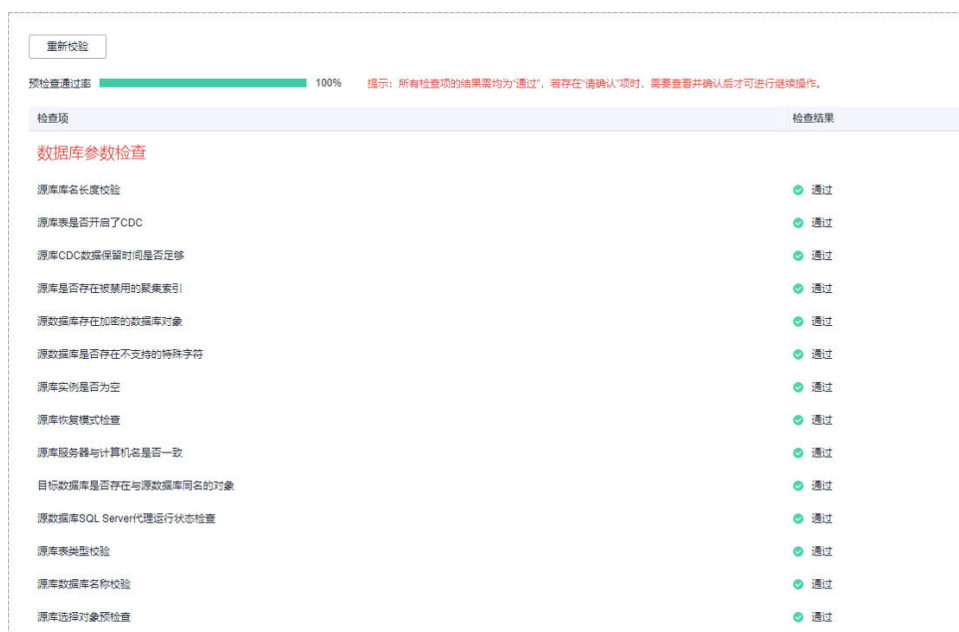 重新校验
预检查通过率 100% 提示：所有检查项的结果需均为“通过”，若存在“请确认”项时，需要查看并确认后才可进行继续操作。
检查项 检查结果
数据库参数检查
源库库名长度校验 通过
源库表是否开启了CDC 通过
源库CDC数据保留时间是否足够 通过
源库是否存在被禁用的聚集索引 通过
源数据库存在加密的数据库对象 通过
源数据库是否存在不支持的特殊字符 通过
源库实例是否为空 通过
源库恢复模式检查 通过
源库服务器与计算机名是否一致 通过
目标数据库是否存在与源数据库同名的对象 通过
源数据库SQL Server代理运行状态检查 通过
源库表类型校验 通过
源库数据库名称校验 通过
源库选择对象预检查 通过